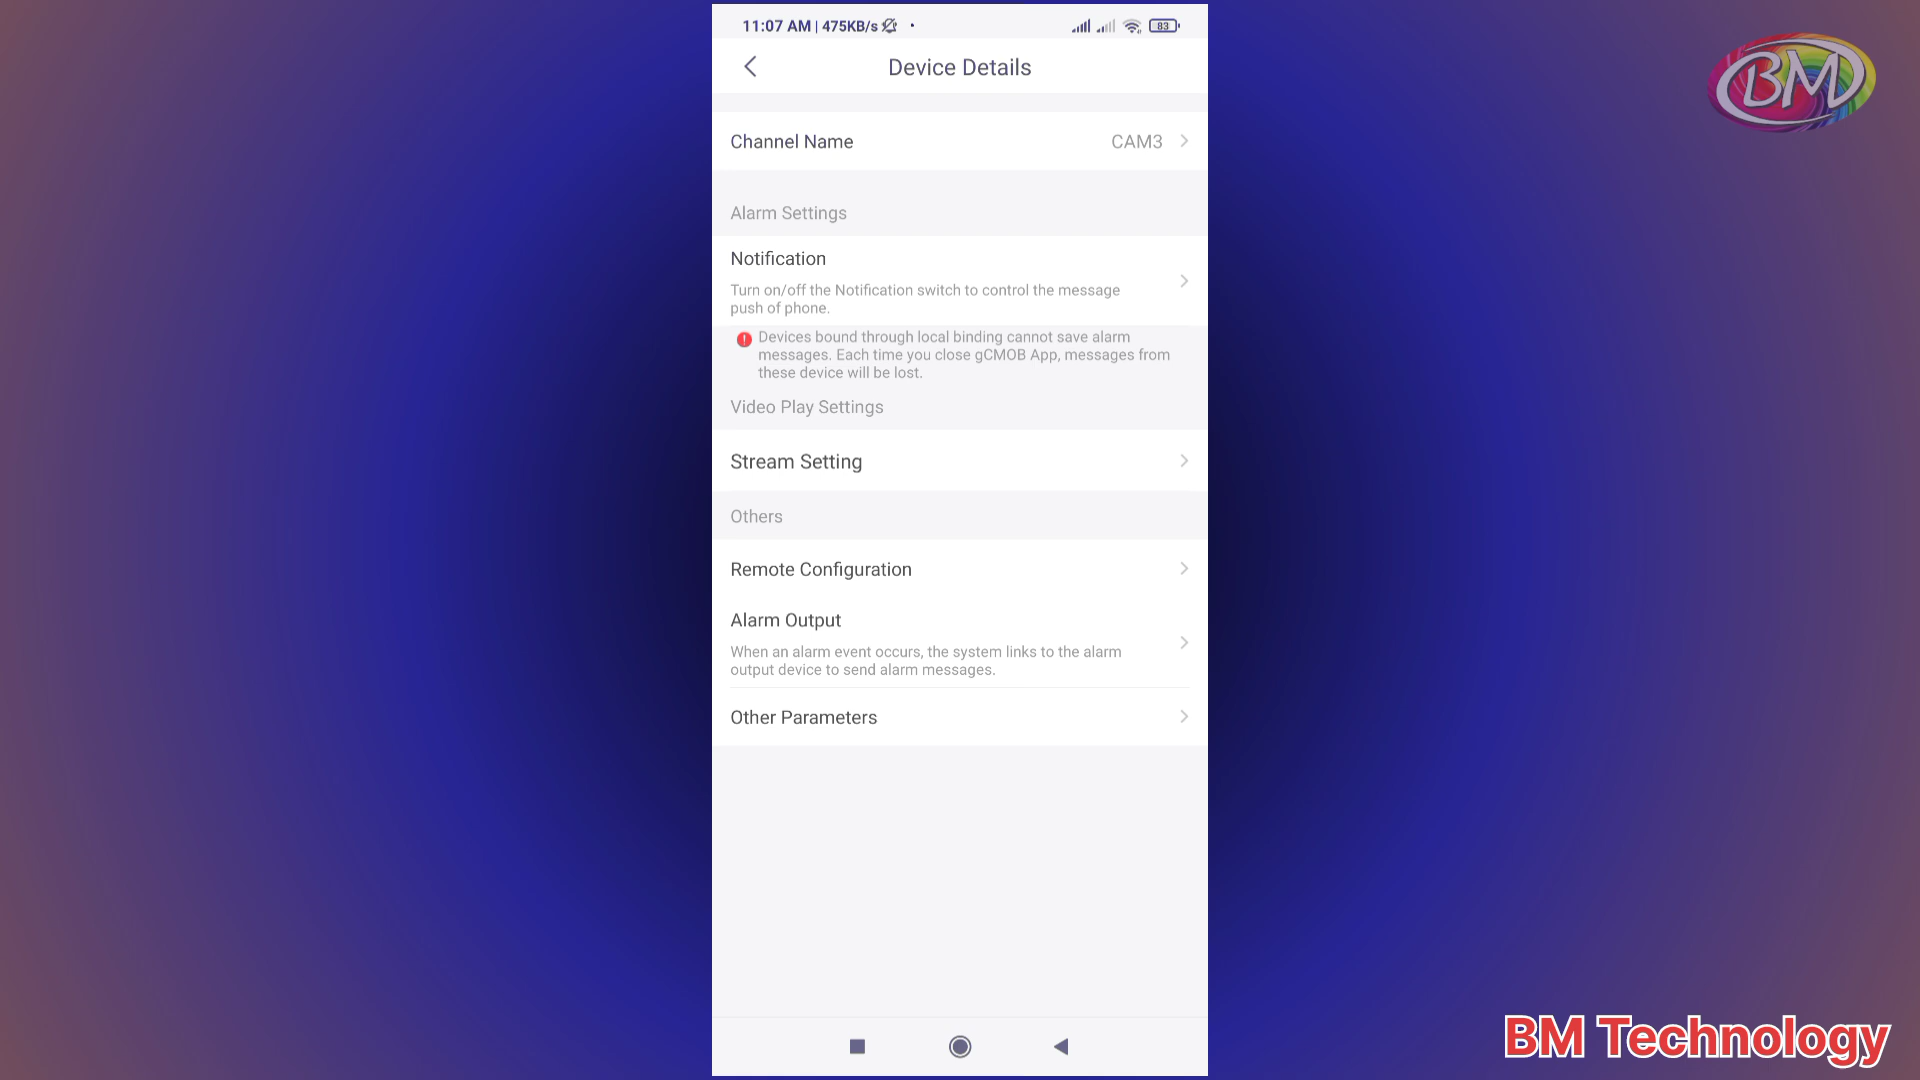 11:07 AM | 475KB/s
83
BM
Device Details
Channel Name CAM3
Alarm Settings
Notification
Turn on/off the Notification switch to control the message
push of phone.
Devices bound through local binding cannot save alarm
messages. Each time you close gCMOB App, messages from
these device will be lost.
Video Play Settings
Stream Setting
Others
Remote Configuration
Alarm Output
When an alarm event occurs, the system links to the alarm
output device to send alarm messages.
Other Parameters
BM Technology